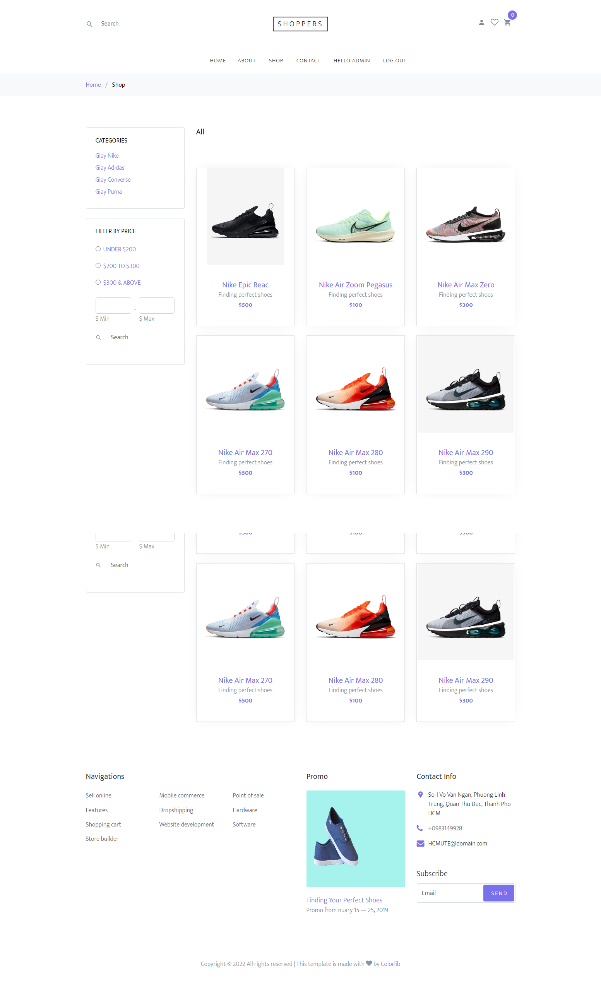 Search
SHOPPERS
0
HOME ABOUT SHOP CONTACT HELLO ADMIN LOG OUT
Home / Shop
CATEGORIES
Giay Nike
Giay Adidas
Giay Converse
Giay Puma
FILTER BY PRICE
UNDER $200
$200 TO $300
$300 & ABOVE
-
$ Min $ Max
Search
All
Nike Epic Reac
Finding perfect shoes
$500
Nike Air Zoom Pegasus
Finding perfect shoes
$100
Nike Air Max Zero
Finding perfect shoes
$300
Nike Air Max 270
Finding perfect shoes
$500
Nike Air Max 280
Finding perfect shoes
$100
Nike Air Max 290
Finding perfect shoes
$300
-
$ Min $ Max
Search
$500
$100
$300
Nike Air Max 270
Finding perfect shoes
$500
Nike Air Max 280
Finding perfect shoes
$100
Nike Air Max 290
Finding perfect shoes
$300
Navigations
Sell online
Features
Shopping cart
Store builder
Mobile commerce
Dropshipping
Website development
Point of sale
Hardware
Software
Promo
Finding Your Perfect Shoes
Promo from nuary 15 — 25, 2019
Contact Info
So 1 Vo Van Ngan, Phuong Linh
Trung, Quan Thu Duc, Thanh Pho
HCM
+0983149928
HCMUTE@domain.com
Subscribe
Email SEND
Copyright © 2022 All rights reserved | This template is made with ❤ by Colorlib